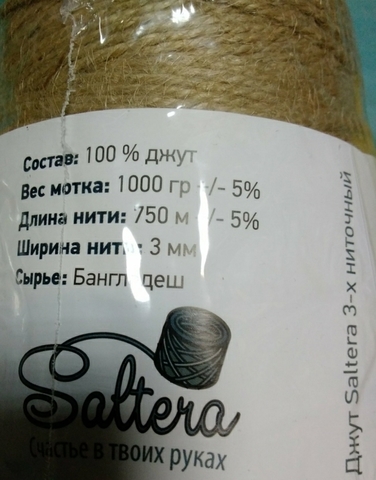 Состав: 100 % джут
Вес мотка: 1000 гр +/- 5%
Длина нити: 750 м +/- 5%
Ширина нити: 3 мм
Сырье: Бангладеш
Saltera
Счастье в твоих руках
Джут Saltera 3-х ниточный